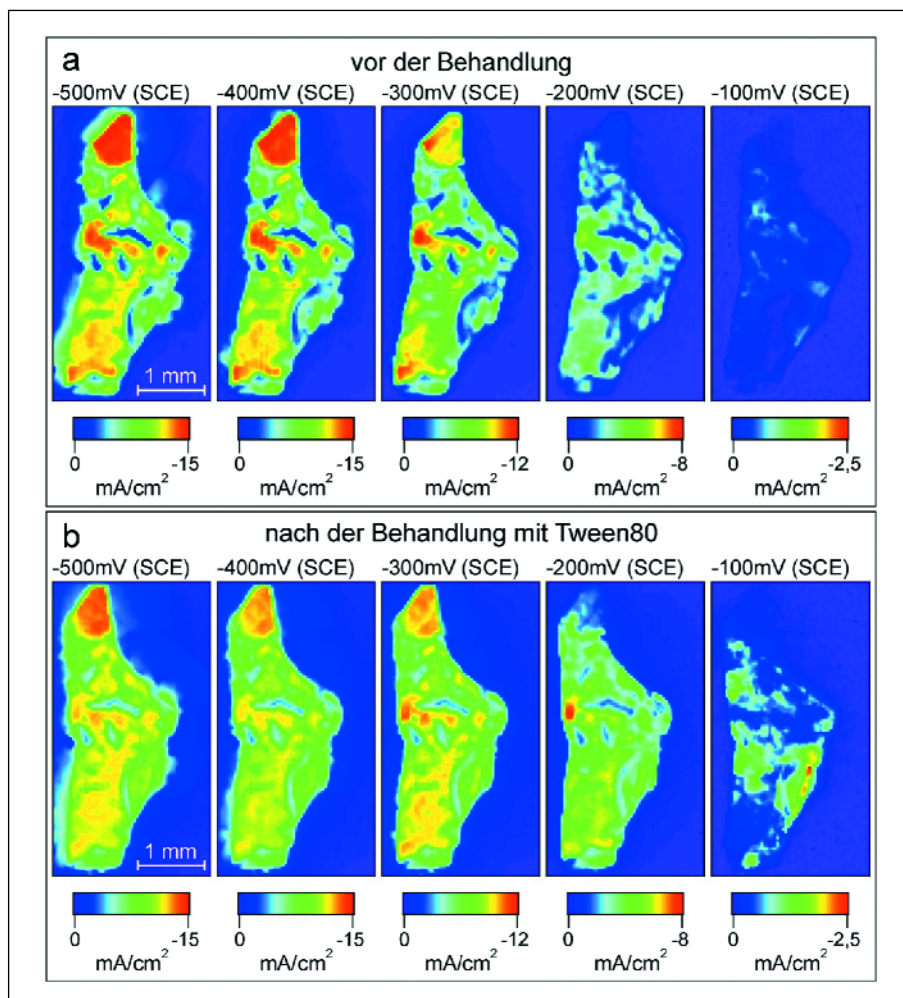 a
vor der Behandlung
-500mV (SCE) -400mV (SCE) -300mV (SCE) -200mV (SCE) -100mV (SCE)
1 mm
0 -15 0 -15 0 -12 0 -8 0 -2,5
mA/cm² mA/cm² mA/cm² mA/cm² mA/cm²
b
nach der Behandlung mit Tween80
-500mV (SCE) -400mV (SCE) -300mV (SCE) -200mV (SCE) -100mV (SCE)
1 mm
0 -15 0 -15 0 -12 0 -8 0 -2,5
mA/cm² mA/cm² mA/cm² mA/cm² mA/cm²